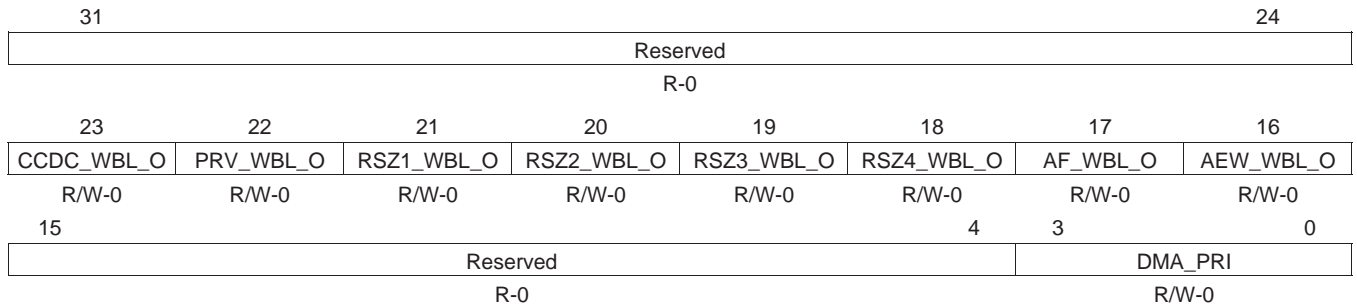 31 24
Reserved
R-0
23 22 21 20 19 18 17 16
CCDC_WBL_O PRV_WBL_O RSZ1_WBL_O RSZ2_WBL_O RSZ3_WBL_O RSZ4_WBL_O AF_WBL_O AEW_WBL_O
R/W-0 R/W-0 R/W-0 R/W-0 R/W-0 R/W-0 R/W-0 R/W-0
15 4 3 0
Reserved DMA_PRI
R-0 R/W-0